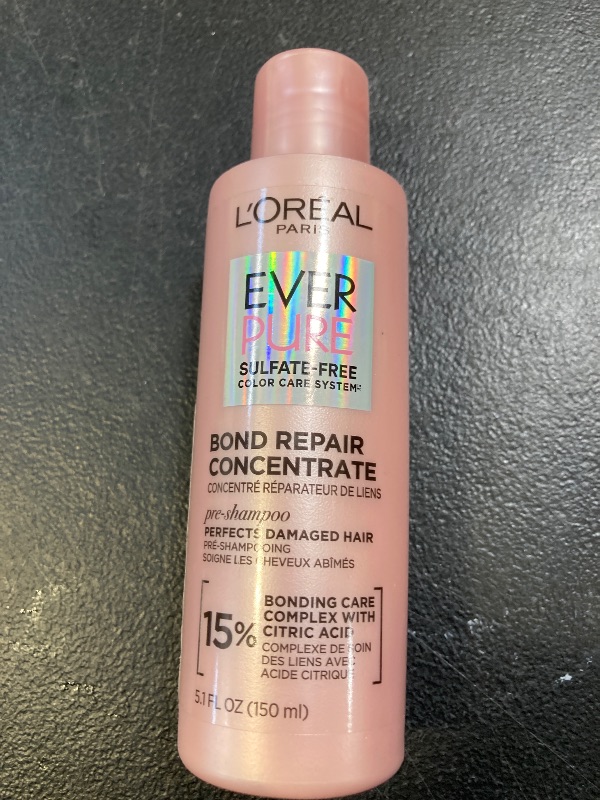 L'ORÉAL
PARIS
EVER
PURE
SULFATE-FREE
COLOR CARE SYSTEM
BOND REPAIR
CONCENTRATE
CONCENTRÉ RÉPARATEUR DE LIENS
pre-shampoo
PERFECTS DAMAGED HAIR
PRÉ-SHAMPOOING
SOIGNE LES CHEVEUX ABÎMÉS
15%
BONDING CARE
COMPLEX WITH
CITRIC ACID
COMPLEXE DE SOIN
DES LIENS AVEC
ACIDE CITRIQUE
5.1 FL OZ (150 ml)